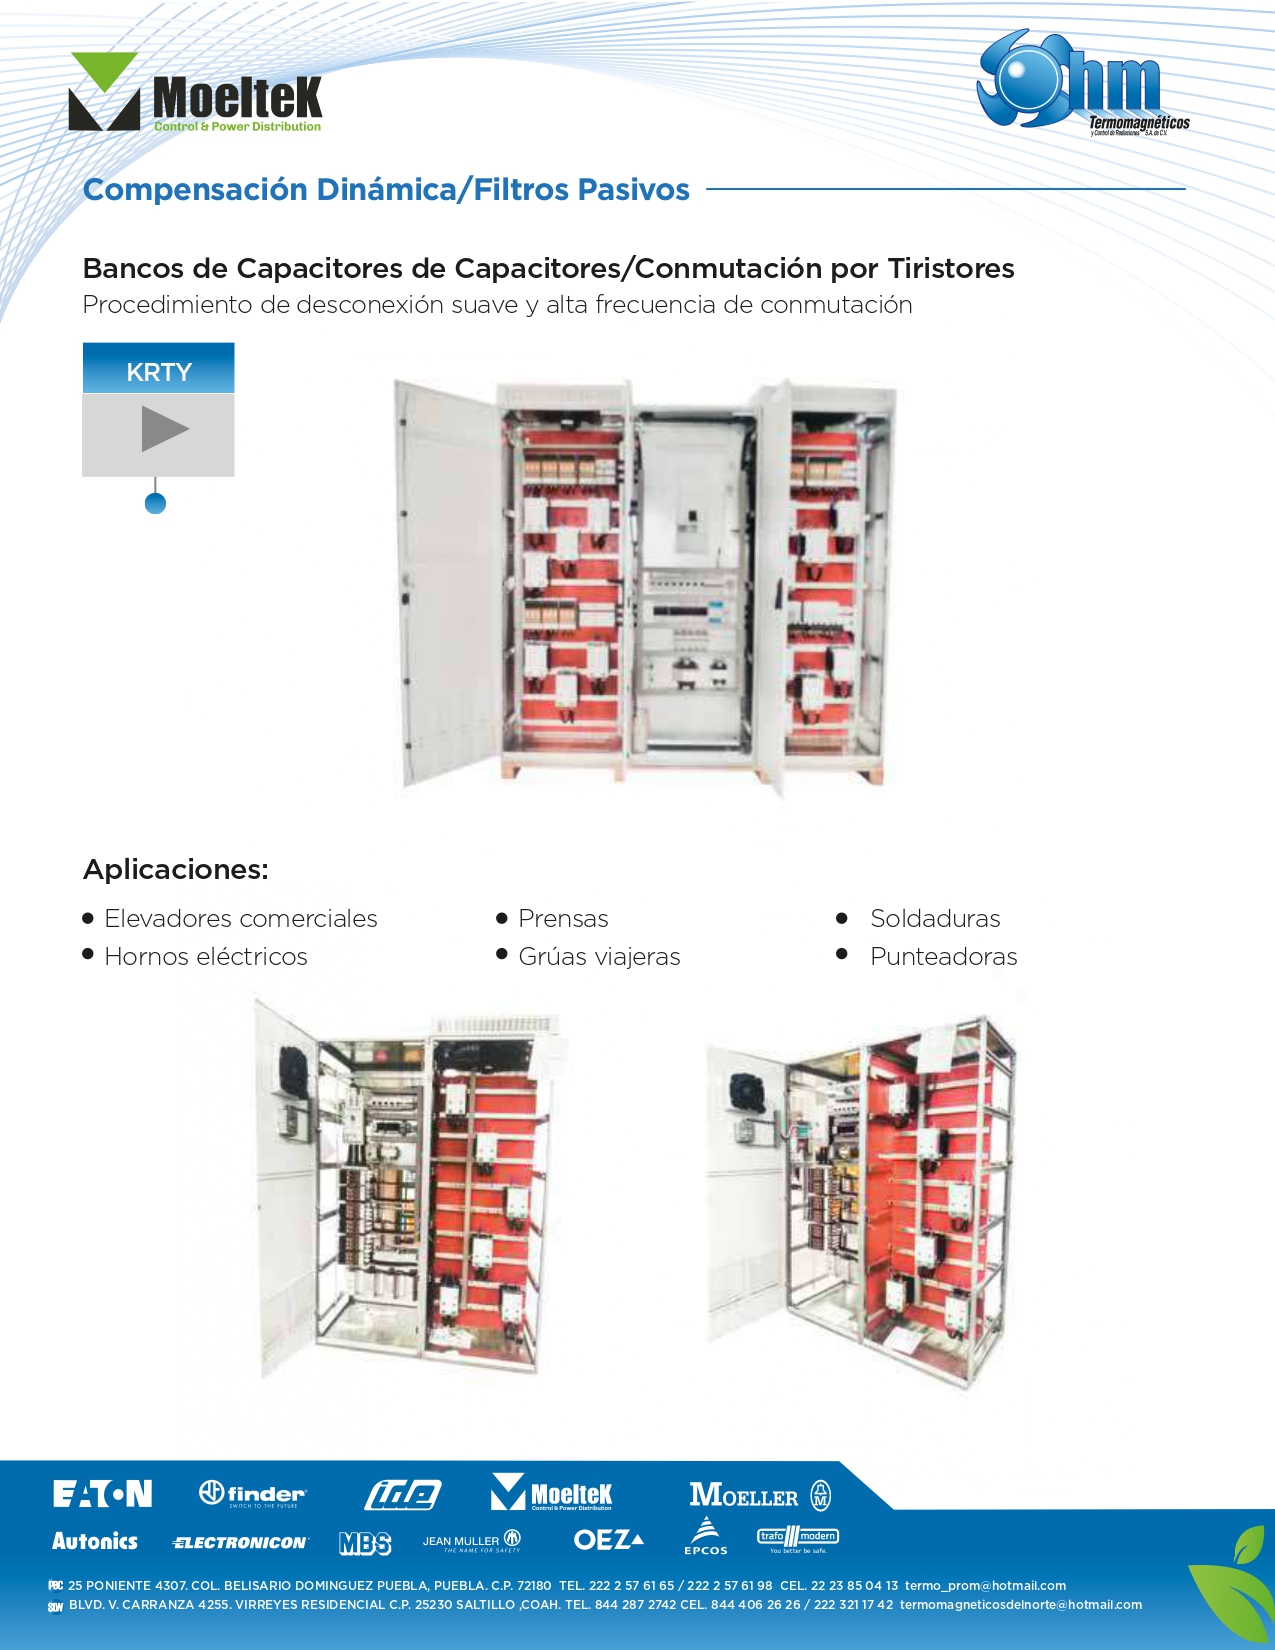 MoelteK
Control & Power Distribution
Ohm
Termomagnéticos
y Control de Radiaciones S.A. de C.V.
Compensación Dinámica/Filtros Pasivos
Bancos de Capacitores de Capacitores/Conmutación por Tiristores
Procedimiento de desconexión suave y alta frecuencia de conmutación
KRTY
Aplicaciones:
Elevadores comerciales
Hornos eléctricos
Prensas
Grúas viajeras
Soldaduras
Punteadoras
EATON
finder
SWITCH TO THE FUTURE
ide
MoelteK
Control & Power Distribution
MOELLER
M
Autonics
ELECTRONICON
MBS
JEAN MULLER
THE NAME FOR SAFETY
OEZ
EPCOS
trafo modern
You better be safe.
PBC 25 PONIENTE 4307. COL. BELISARIO DOMINGUEZ PUEBLA, PUEBLA. C.P. 72180 TEL. 222 2 57 61 65 / 222 2 57 61 98 CEL. 22 23 85 04 13 termo_prom@hotmail.com
BLVD. V. CARRANZA 4255. VIRREYES RESIDENCIAL C.P. 25230 SALTILLO ,COAH. TEL. 844 287 2742 CEL. 844 406 26 26 / 222 321 17 42 termomagneticosdelnorte@hotmail.com